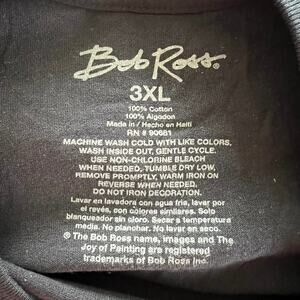 Bob Ross®
3XL
100% Cotton
100% Algodon
Made in / Hecho en Haiti
RN # 90681
MACHINE WASH COLD WITH LIKE COLORS.
WASH INSIDE OUT, GENTLE CYCLE.
USE NON-CHLORINE BLEACH
WHEN NEEDED, TUMBLE DRY LOW,
REMOVE PROMPTLY, WARM IRON ON
REVERSE WHEN NEEDED.
DO NOT IRON DECORATION.
Lavar en lavadora con agua fria, lavar por
el revés, con colores similares. Solo
blanqueador sin cloro. Secar a temperatura
media. No planchar. No lavar en seco.
® The Bob Ross name, images and The
Joy of Painting are registered
trademarks of Bob Ross Inc.